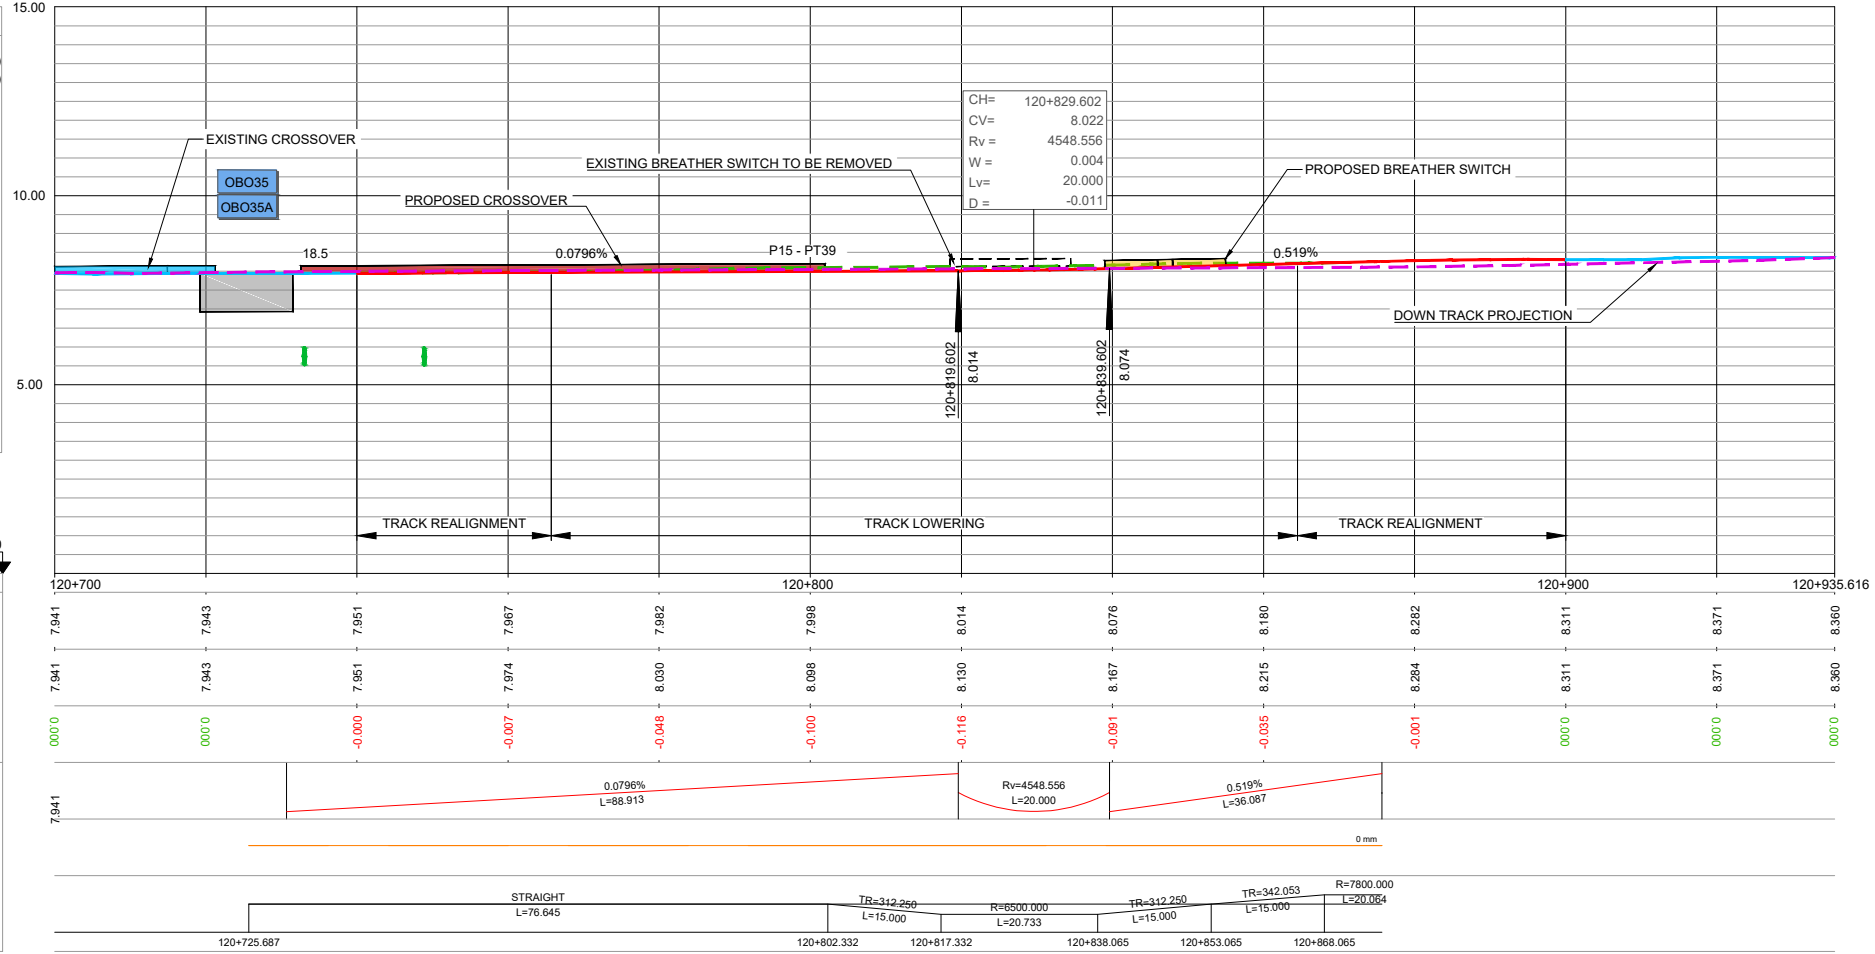 15.00
CH= 120+829.602
CV= 8.022
Rv = 4548.556
W = 0.004
Lv= 20.000
D = -0.011
EXISTING CROSSOVER
EXISTING BREATHER SWITCH TO BE REMOVED
PROPOSED BREATHER SWITCH
OBO35
OBO35A
10.00
PROPOSED CROSSOVER
18.5
0.0796%
P15 - PT39
0.519%
DOWN TRACK PROJECTION
120+819.602
8.014
120+839.602
8.074
5.00
TRACK REALIGNMENT
TRACK LOWERING
TRACK REALIGNMENT
120+700 120+800 120+900 120+935.616
7.941 7.943 7.951 7.967 7.982 7.998 8.014 8.076 8.180 8.282 8.311 8.371 8.360
7.941 7.943 7.951 7.974 8.030 8.098 8.130 8.167 8.215 8.284 8.311 8.371 8.360
0.000 0.000 -0.000 -0.007 -0.048 -0.100 -0.116 -0.091 -0.035 -0.001 0.000 0.000 0.000
7.941
0.0796%
L=88.913
Rv=4548.556
L=20.000
0.519%
L=36.087
0 mm
STRAIGHT
L=76.645
TR=312.250
L=15.000
R=6500.000
L=20.733
TR=312.250
L=15.000
TR=342.053
L=15.000
R=7800.000
L=20.064
120+725.687 120+802.332 120+817.332 120+838.065 120+853.065 120+868.065